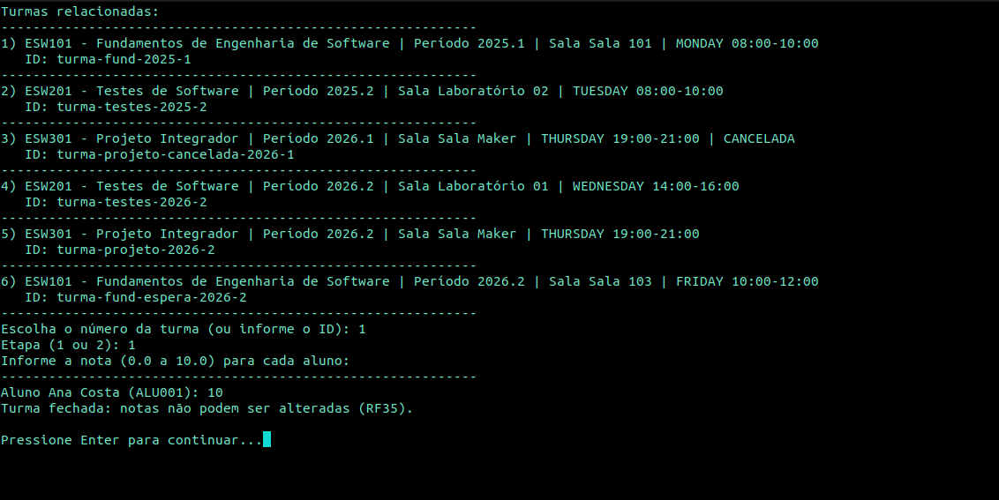 Turmas relacionadas:
------------------------------------------------------------
1) ESW101 - Fundamentos de Engenharia de Software | Período 2025.1 | Sala Sala 101 | MONDAY 08:00-10:00
   ID: turma-fund-2025-1
------------------------------------------------------------
2) ESW201 - Testes de Software | Período 2025.2 | Sala Laboratório 02 | TUESDAY 08:00-10:00
   ID: turma-testes-2025-2
------------------------------------------------------------
3) ESW301 - Projeto Integrador | Período 2026.1 | Sala Sala Maker | THURSDAY 19:00-21:00 | CANCELADA
   ID: turma-projeto-cancelada-2026-1
------------------------------------------------------------
4) ESW201 - Testes de Software | Período 2026.2 | Sala Laboratório 01 | WEDNESDAY 14:00-16:00
   ID: turma-testes-2026-2
------------------------------------------------------------
5) ESW301 - Projeto Integrador | Período 2026.2 | Sala Sala Maker | THURSDAY 19:00-21:00
   ID: turma-projeto-2026-2
------------------------------------------------------------
6) ESW101 - Fundamentos de Engenharia de Software | Período 2026.2 | Sala Sala 103 | FRIDAY 10:00-12:00
   ID: turma-fund-espera-2026-2
------------------------------------------------------------
Escolha o número da turma (ou informe o ID): 1
Etapa (1 ou 2): 1
Informe a nota (0.0 a 10.0) para cada aluno:
------------------------------------------------------------
Aluno Ana Costa (ALU001): 10
Turma fechada: notas não podem ser alteradas (RF35).

Pressione Enter para continuar...